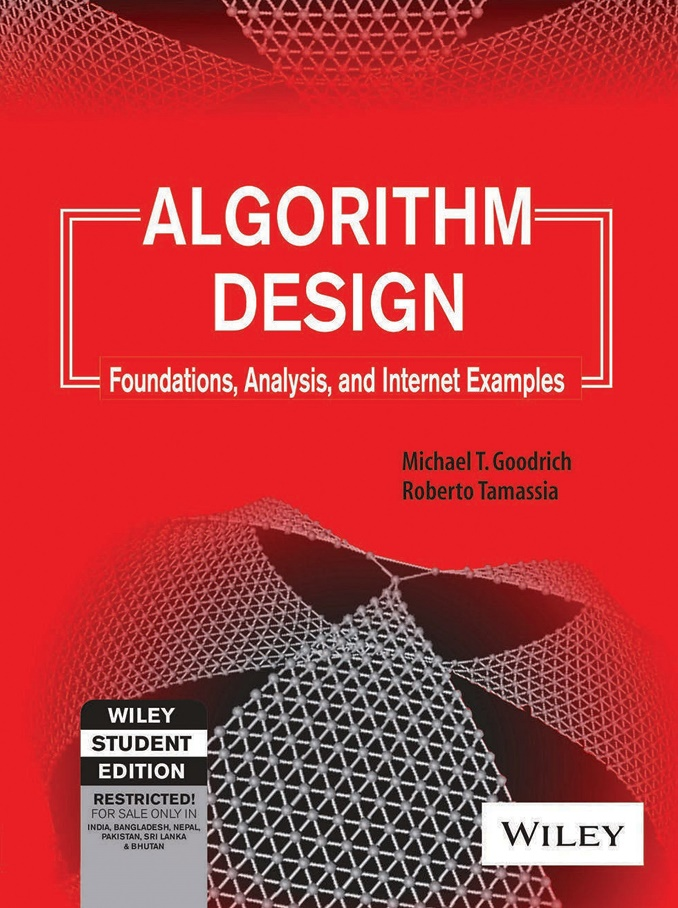 ALGORITHM
DESIGN
Foundations, Analysis, and Internet Examples
Michael T. Goodrich
Roberto Tamassia
WILEY
STUDENT
EDITION
RESTRICTED!
FOR SALE ONLY IN
INDIA, BANGLADESH, NEPAL,
PAKISTAN, SRI LANKA
& BHUTAN
WILEY